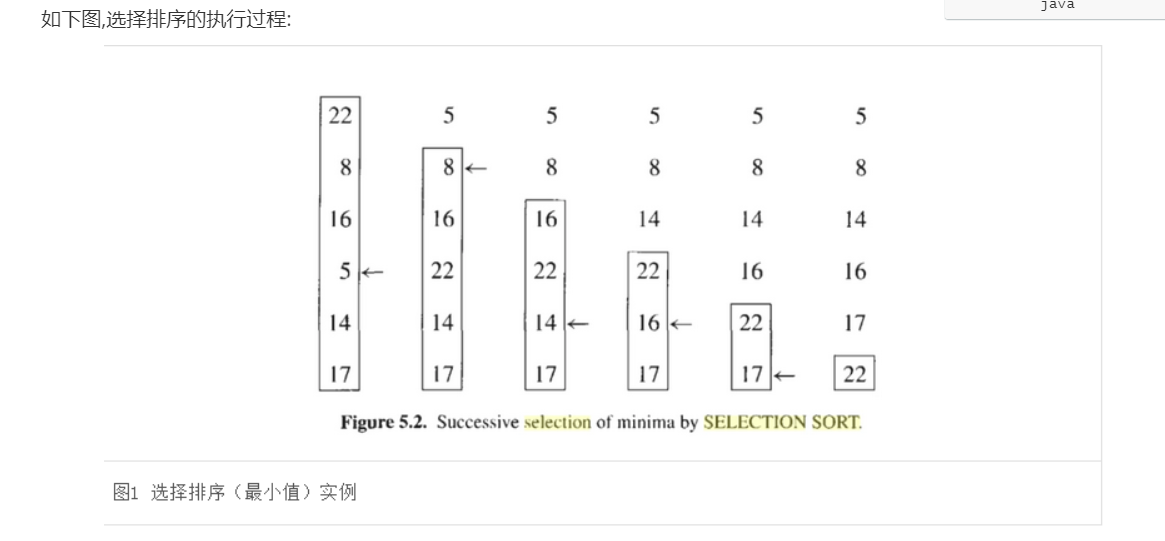 java
如下图,选择排序的执行过程:
22 5 5 5 5 5
8 8 ← 8 8 8 8
16 16 16 14 14 14
5 ← 22 22 22 16 16
14 14 14 ← 16 ← 22 17
17 17 17 17 17 ← 22
Figure 5.2. Successive selection of minima by SELECTION SORT.
图1 选择排序（最小值）实例